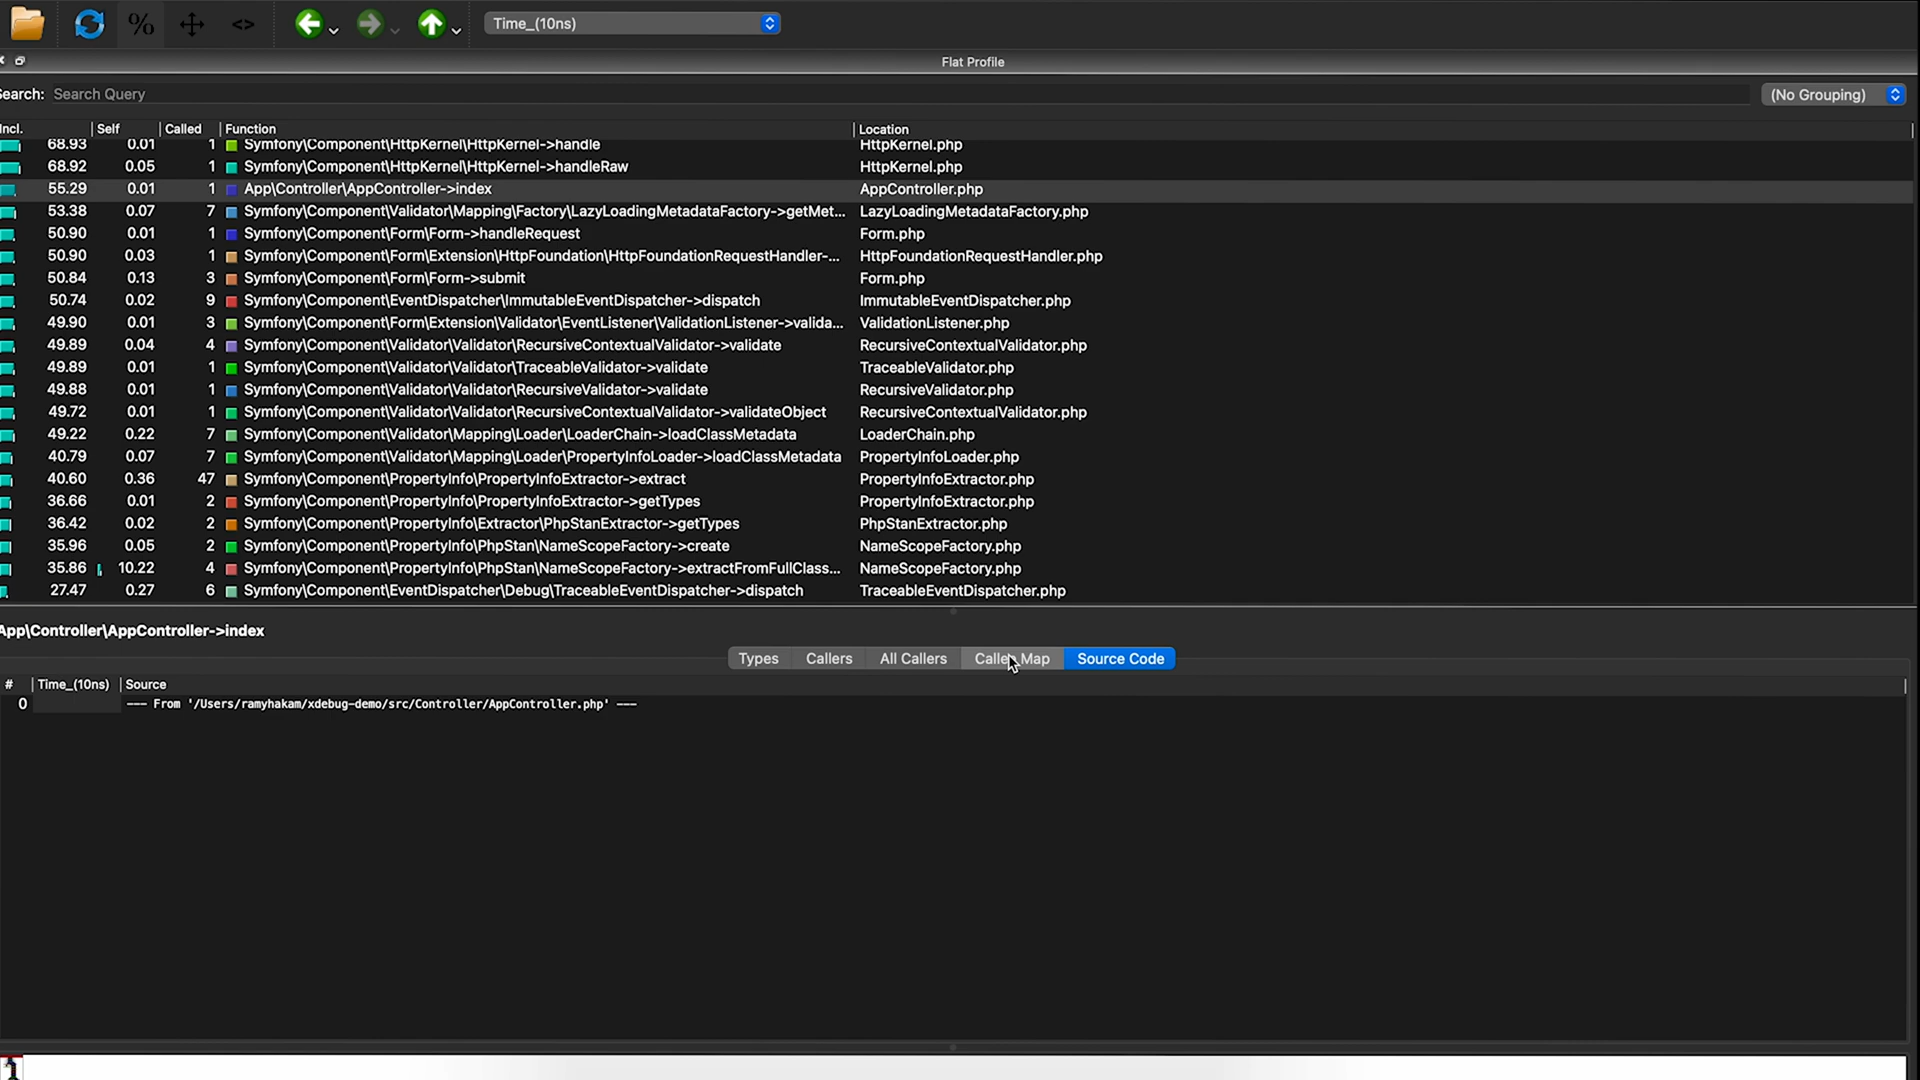 Time_(10ns)
Flat Profile
Search: Search Query (No Grouping)
Incl. Self Called Function Location
68.93 0.01 1 Symfony\Component\HttpKernel\HttpKernel->handle HttpKernel.php
68.92 0.05 1 Symfony\Component\HttpKernel\HttpKernel->handleRaw HttpKernel.php
55.29 0.01 1 App\Controller\AppController->index AppController.php
53.38 0.07 7 Symfony\Component\Validator\Mapping\Factory\LazyLoadingMetadataFactory->getMet... LazyLoadingMetadataFactory.php
50.90 0.01 1 Symfony\Component\Form\Form->handleRequest Form.php
50.90 0.03 1 Symfony\Component\Form\Extension\HttpFoundation\HttpFoundationRequestHandler-... HttpFoundationRequestHandler.php
50.84 0.13 3 Symfony\Component\Form\Form->submit Form.php
50.74 0.02 9 Symfony\Component\EventDispatcher\ImmutableEventDispatcher->dispatch ImmutableEventDispatcher.php
49.90 0.01 3 Symfony\Component\Form\Extension\Validator\EventListener\ValidationListener->valida... ValidationListener.php
49.89 0.04 4 Symfony\Component\Validator\Validator\RecursiveContextualValidator->validate RecursiveContextualValidator.php
49.89 0.01 1 Symfony\Component\Validator\Validator\TraceableValidator->validate TraceableValidator.php
49.88 0.01 1 Symfony\Component\Validator\Validator\RecursiveValidator->validate RecursiveValidator.php
49.72 0.01 1 Symfony\Component\Validator\Validator\RecursiveContextualValidator->validateObject RecursiveContextualValidator.php
49.22 0.22 7 Symfony\Component\Validator\Mapping\Loader\LoaderChain->loadClassMetadata LoaderChain.php
40.79 0.07 7 Symfony\Component\Validator\Mapping\Loader\PropertyInfoLoader->loadClassMetadata PropertyInfoLoader.php
40.60 0.36 47 Symfony\Component\PropertyInfo\PropertyInfoExtractor->extract PropertyInfoExtractor.php
36.66 0.01 2 Symfony\Component\PropertyInfo\PropertyInfoExtractor->getTypes PropertyInfoExtractor.php
36.42 0.02 2 Symfony\Component\PropertyInfo\Extractor\PhpStanExtractor->getTypes PhpStanExtractor.php
35.96 0.05 2 Symfony\Component\PropertyInfo\PhpStan\NameScopeFactory->create NameScopeFactory.php
35.86 10.22 4 Symfony\Component\PropertyInfo\PhpStan\NameScopeFactory->extractFromFullClass... NameScopeFactory.php
27.47 0.27 6 Symfony\Component\EventDispatcher\Debug\TraceableEventDispatcher->dispatch TraceableEventDispatcher.php
App\Controller\AppController->index
Types Callers All Callers Callee Map Source Code
# Time_(10ns) Source
0 --- From '/Users/ramyhakam/xdebug-demo/src/Controller/AppController.php' ---